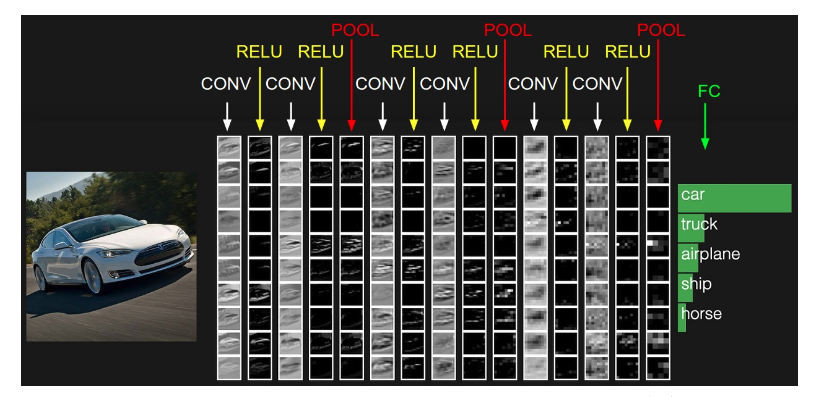 POOL POOL POOL
RELU RELU RELU RELU RELU RELU
CONV CONV CONV CONV CONV CONV
FC
car
truck
airplane
ship
horse